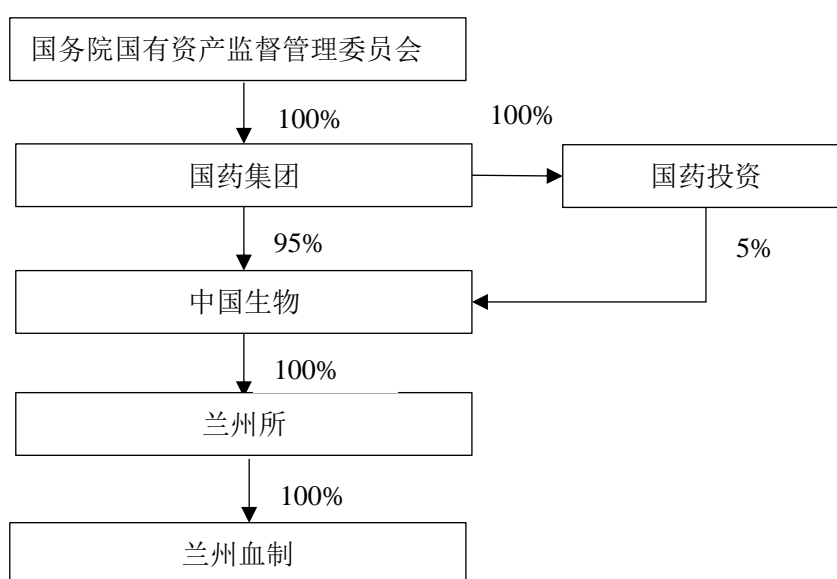 国务院国有资产监督管理委员会
100%
100%
国药集团
国药投资
95%
5%
中国生物
100%
兰州所
100%
兰州血制